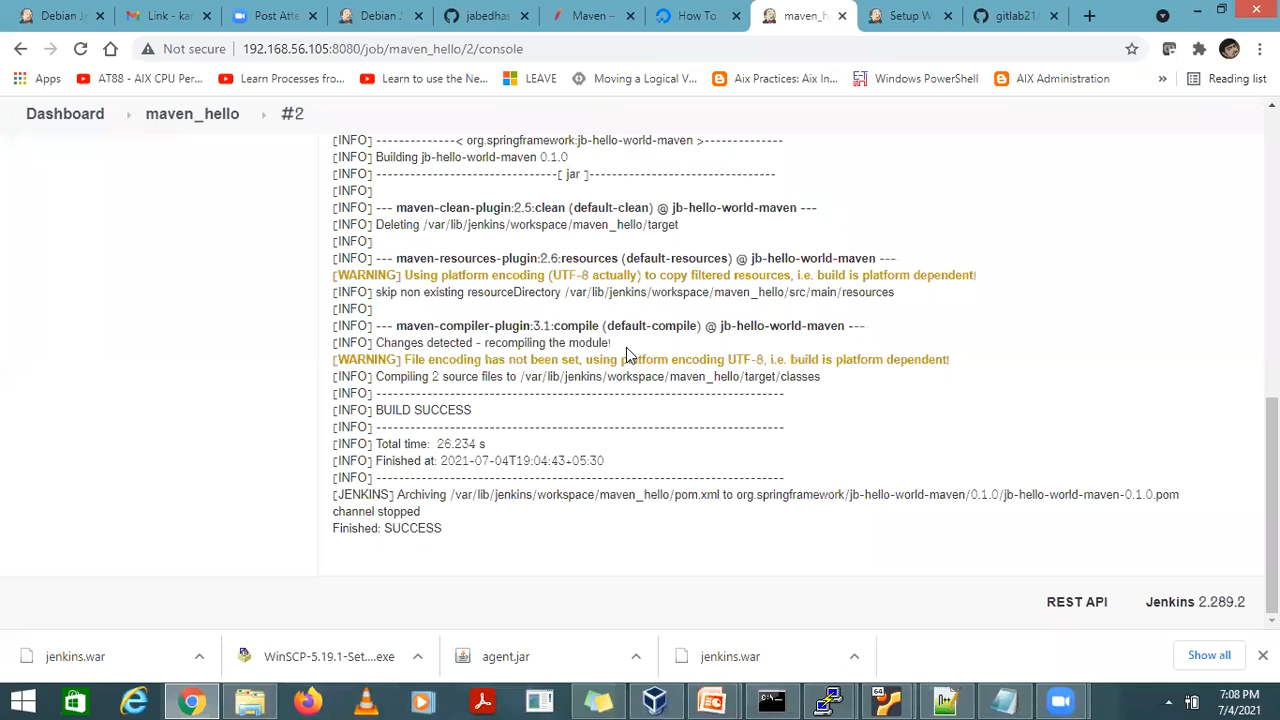 Debian Je
Link - kar
Post Atte
Debian J
jabedhas
Maven –
How To
maven_h
Setup W
gitlab21/
Not secure
192.168.56.105:8080/job/maven_hello/2/console
Apps
AT88 - AIX CPU Per...
Learn Processes fro...
Learn to use the Ne...
LEAVE
Moving a Logical V...
Aix Practices: Aix In...
Windows PowerShell
AIX Administration
»
Reading list
Dashboard
maven_hello
#2
[INFO] --------------< org.springframework:jb-hello-world-maven >--------------
[INFO] Building jb-hello-world-maven 0.1.0
[INFO] --------------------------------[ jar ]---------------------------------
[INFO]
[INFO] --- maven-clean-plugin:2.5:clean (default-clean) @ jb-hello-world-maven ---
[INFO] Deleting /var/lib/jenkins/workspace/maven_hello/target
[INFO]
[INFO] --- maven-resources-plugin:2.6:resources (default-resources) @ jb-hello-world-maven ---
[WARNING] Using platform encoding (UTF-8 actually) to copy filtered resources, i.e. build is platform dependent!
[INFO] skip non existing resourceDirectory /var/lib/jenkins/workspace/maven_hello/src/main/resources
[INFO]
[INFO] --- maven-compiler-plugin:3.1:compile (default-compile) @ jb-hello-world-maven ---
[INFO] Changes detected - recompiling the module!
[WARNING] File encoding has not been set, using platform encoding UTF-8, i.e. build is platform dependent!
[INFO] Compiling 2 source files to /var/lib/jenkins/workspace/maven_hello/target/classes
[INFO] ------------------------------------------------------------------------
[INFO] BUILD SUCCESS
[INFO] ------------------------------------------------------------------------
[INFO] Total time:  26.234 s
[INFO] Finished at: 2021-07-04T19:04:43+05:30
[INFO] ------------------------------------------------------------------------
[JENKINS] Archiving /var/lib/jenkins/workspace/maven_hello/pom.xml to org.springframework/jb-hello-world-maven/0.1.0/jb-hello-world-maven-0.1.0.pom
channel stopped
Finished: SUCCESS
REST API
Jenkins 2.289.2
jenkins.war
WinSCP-5.19.1-Set....exe
agent.jar
jenkins.war
Show all
64
7:08 PM
7/4/2021